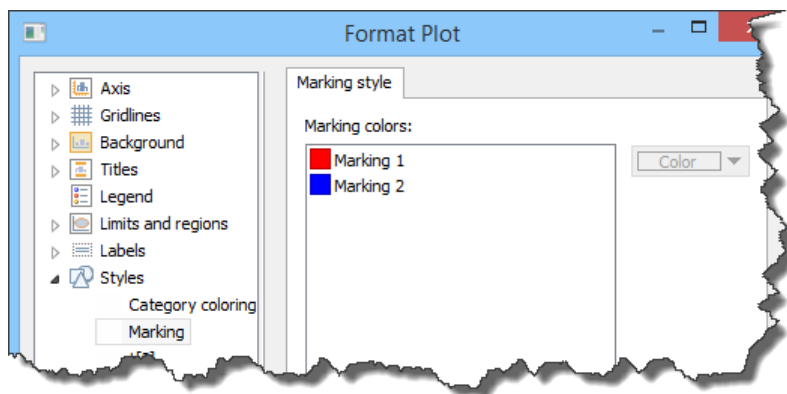 Format Plot
Axis
Gridlines
Background
Titles
Legend
Limits and regions
Labels
Styles
Category coloring
Marking
Marking style
Marking colors:
Marking 1
Marking 2
Color